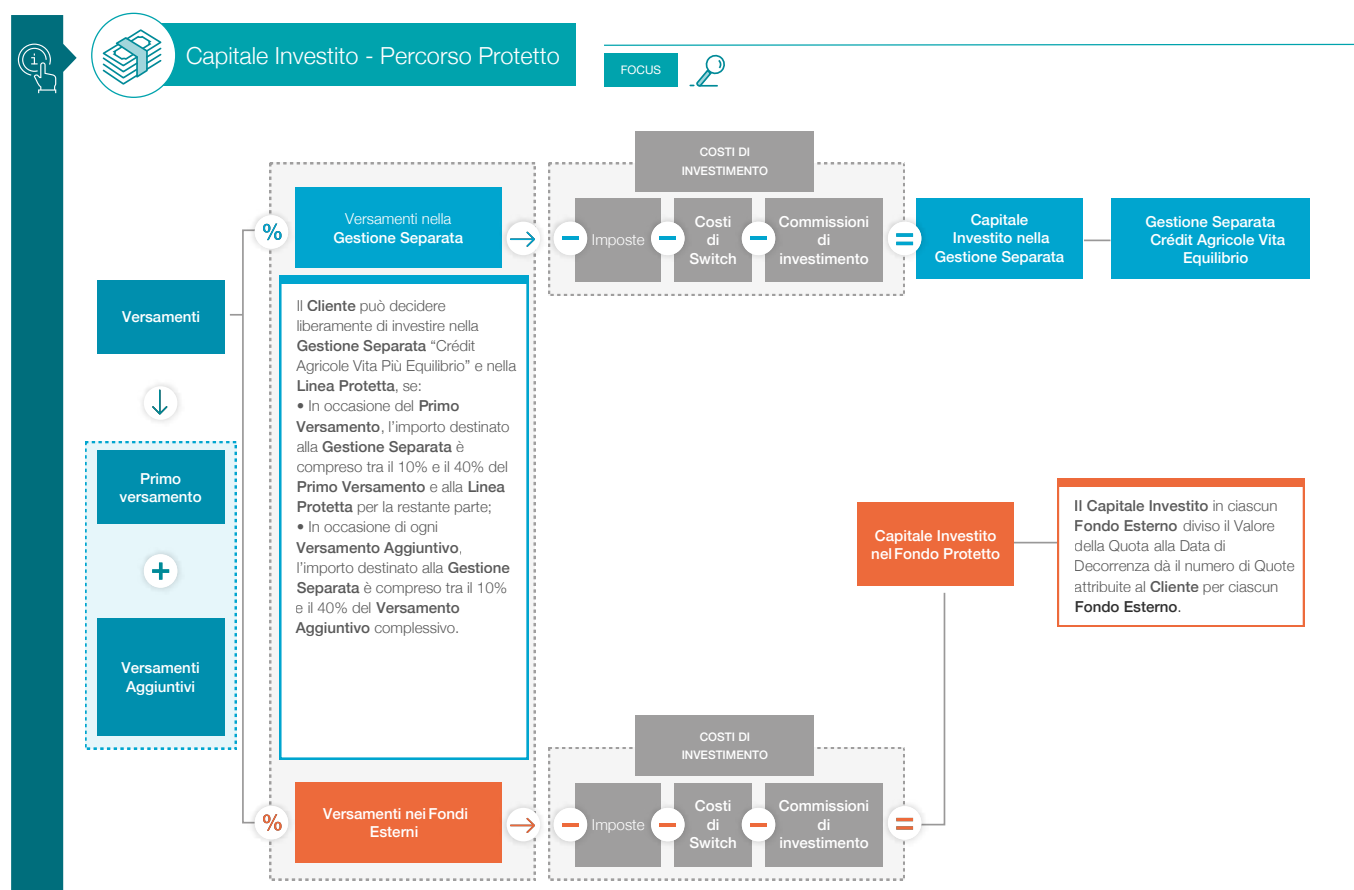 Capitale Investito - Percorso Protetto
FOCUS
Versamenti
Primo
versamento
+
Versamenti
Aggiuntivi
%
Versamenti nella
Gestione Separata
Il Cliente può decidere
liberamente di investire nella
Gestione Separata “Crédit
Agricole Vita Più Equilibrio” e nella
Linea Protetta, se:
• In occasione del Primo
Versamento, l’importo destinato
alla Gestione Separata è
compreso tra il 10% e il 40% del
Primo Versamento e alla Linea
Protetta per la restante parte;
• In occasione di ogni
Versamento Aggiuntivo,
l’importo destinato alla Gestione
Separata è compreso tra il 10%
e il 40% del Versamento
Aggiuntivo complessivo.
COSTI DI
INVESTIMENTO
– Imposte – Costi
di
Switch
– Commissioni
di
investimento
=
Capitale
Investito nella
Gestione Separata
Gestione Separata
Crédit Agricole Vita
Equilibrio
%
Versamenti nei Fondi
Esterni
COSTI DI
INVESTIMENTO
– Imposte – Costi
di
Switch
– Commissioni
di
investimento
=
Capitale Investito
nel Fondo Protetto
Il Capitale Investito in ciascun
Fondo Esterno diviso il Valore
della Quota alla Data di
Decorrenza dà il numero di Quote
attribuite al Cliente per ciascun
Fondo Esterno.